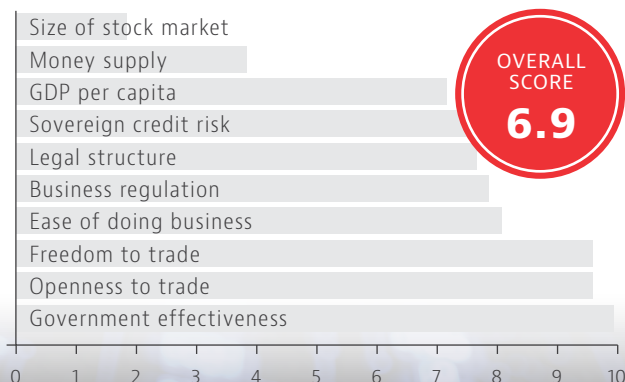 Size of stock market
Money supply
GDP per capita
Sovereign credit risk
Legal structure
Business regulation
Ease of doing business
Freedom to trade
Openness to trade
Government effectiveness
OVERALL
SCORE
6.9
0 1 2 3 4 5 6 7 8 9 10